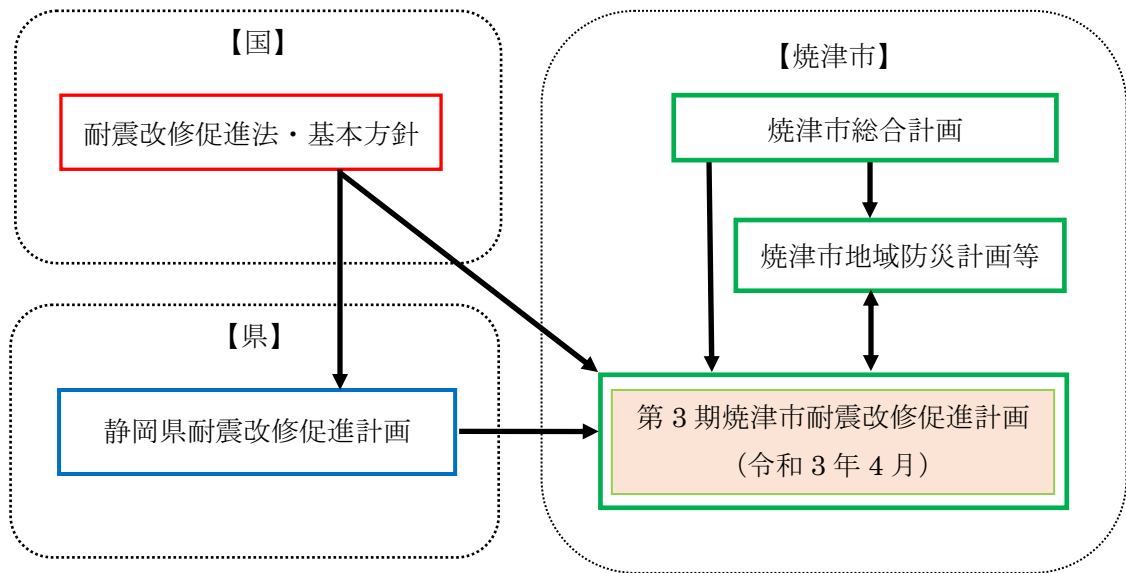 【国】
耐震改修促進法・基本方針
【県】
静岡県耐震改修促進計画
【焼津市】
焼津市総合計画
焼津市地域防災計画等
第3期焼津市耐震改修促進計画
（令和3年4月）